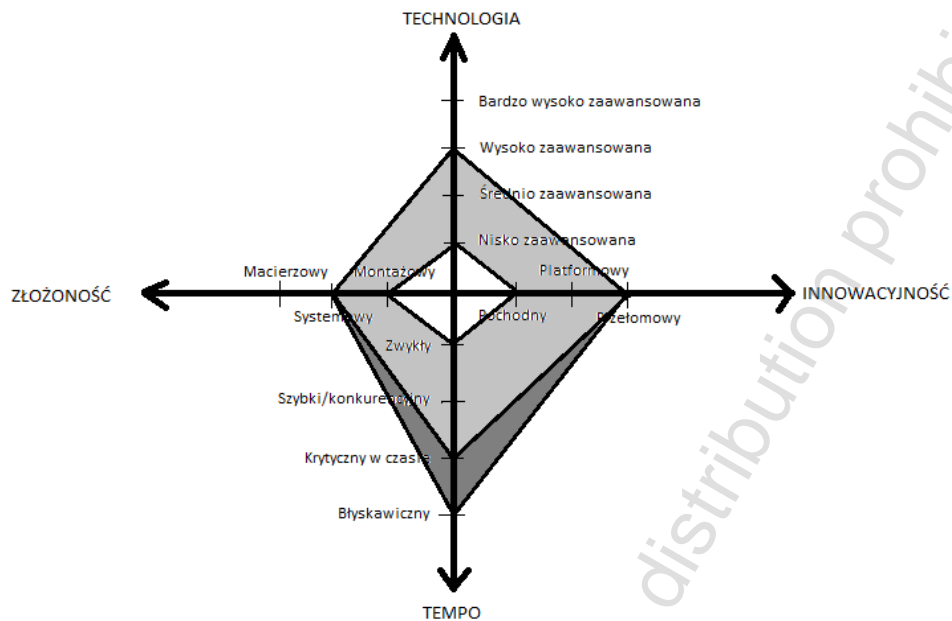 TECHNOLOGIA
Bardzo wysoko zaawansowana
Wysoko zaawansowana
Średnio zaawansowana
Nisko zaawansowana
Macierzowy
Montażowy
Platformowy
ZŁOŻONOŚĆ
INNOWACYJNOŚĆ
Systemowy
Pochodny
Przełomowy
Zwykły
Szybki/konkurencyjny
Krytyczny w czasie
Błyskawiczny
TEMPO
distribution